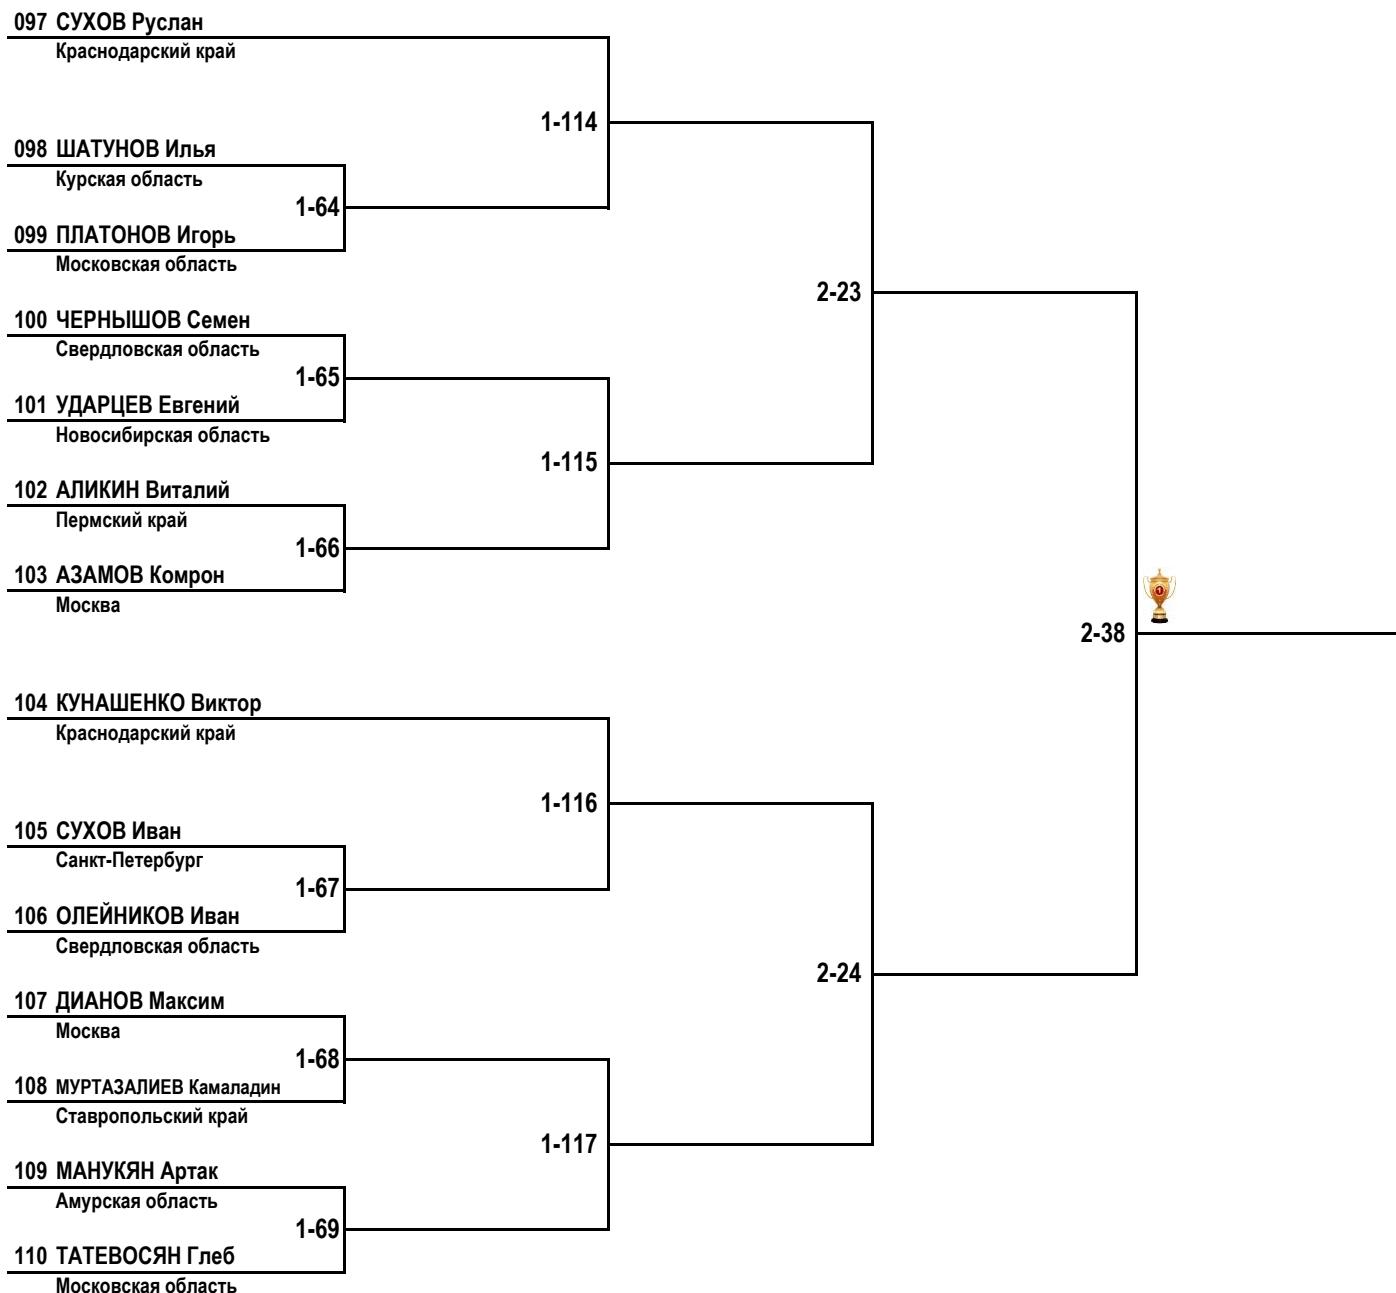 097 СУХОВ Руслан
Краснодарский край
1-114
098 ШАТУНОВ Илья
Курская область
1-64
099 ПЛАТОНОВ Игорь
Московская область
2-23
100 ЧЕРНЫШОВ Семен
Свердловская область
1-65
101 УДАРЦЕВ Евгений
Новосибирская область
1-115
102 АЛИКИН Виталий
Пермский край
1-66
103 АЗАМОВ Комрон
Москва
1
2-38
104 КУНАШЕНКО Виктор
Краснодарский край
1-116
105 СУХОВ Иван
Санкт-Петербург
1-67
106 ОЛЕЙНИКОВ Иван
Свердловская область
2-24
107 ДИАНОВ Максим
Москва
1-68
108 МУРТАЗАЛИЕВ Камаладин
Ставропольский край
1-117
109 МАНУКЯН Артак
Амурская область
1-69
110 ТАТЕВОСЯН Глеб
Московская область